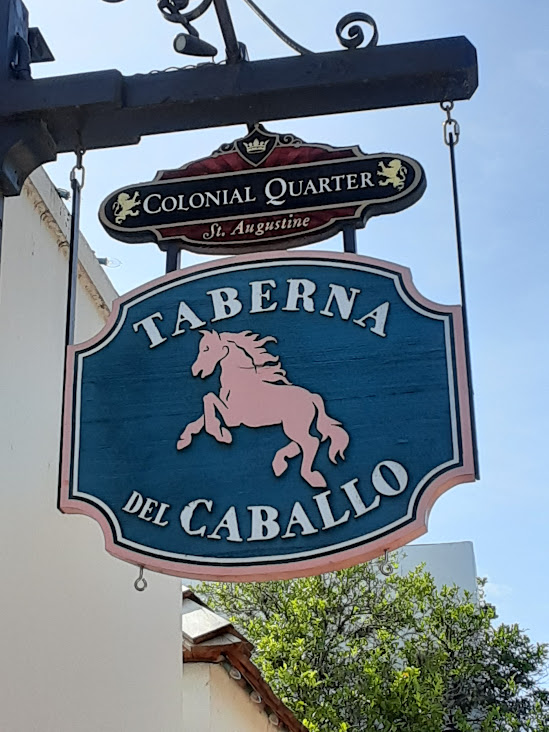 COLONIAL QUARTER
St. Augustine
TABERNA
DEL CABALLO